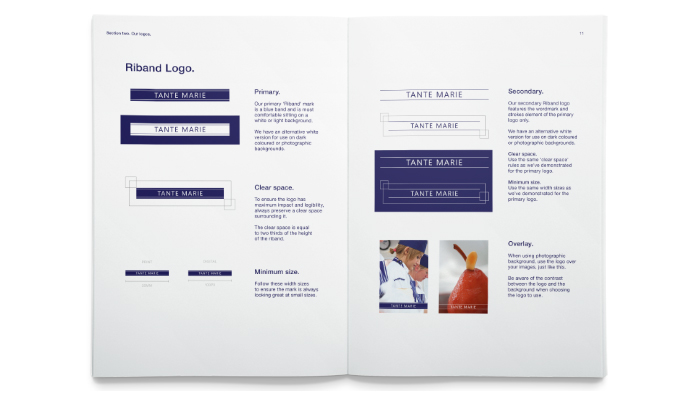 Section two. Our logos.
Riband Logo.
TANTE MARIE
TANTE MARIE
Primary.
Our primary 'Riband' mark
is a blue band and is most
comfortable sitting on a
white or light background.
We have an alternative white
version for use on dark
coloured or photographic
backgrounds.
TANTE MARIE
Clear space.
To ensure the logo has
maximum impact and legibility,
always preserve a clear space
surrounding it.
The clear space is equal
to two thirds of the height
of the riband.
TANTE MARIE
TANTE MARIE
Minimum size.
Follow these width sizes
to ensure the mark is always
looking great at small sizes.
11
TANTE MARIE
TANTE MARIE
TANTE MARIE
TANTE MARIE
Secondary.
Our secondary Riband logo
features the wordmark and
strokes element of the primary
logo only.
We have an alternative white
version for use on dark coloured
or photographic backgrounds.
Clear space.
Use the same 'clear space'
rules as we've demonstrated
for the primary logo.
Minimum size.
Use the same width sizes as
we've demonstrated for the
primary logo.
TANTE MARIE
TANTE MARIE
Overlay.
When using photographic
background, use the logo over
your images, just like this.
Be aware of the contrast
between the logo and the
background when choosing
the logo to use.